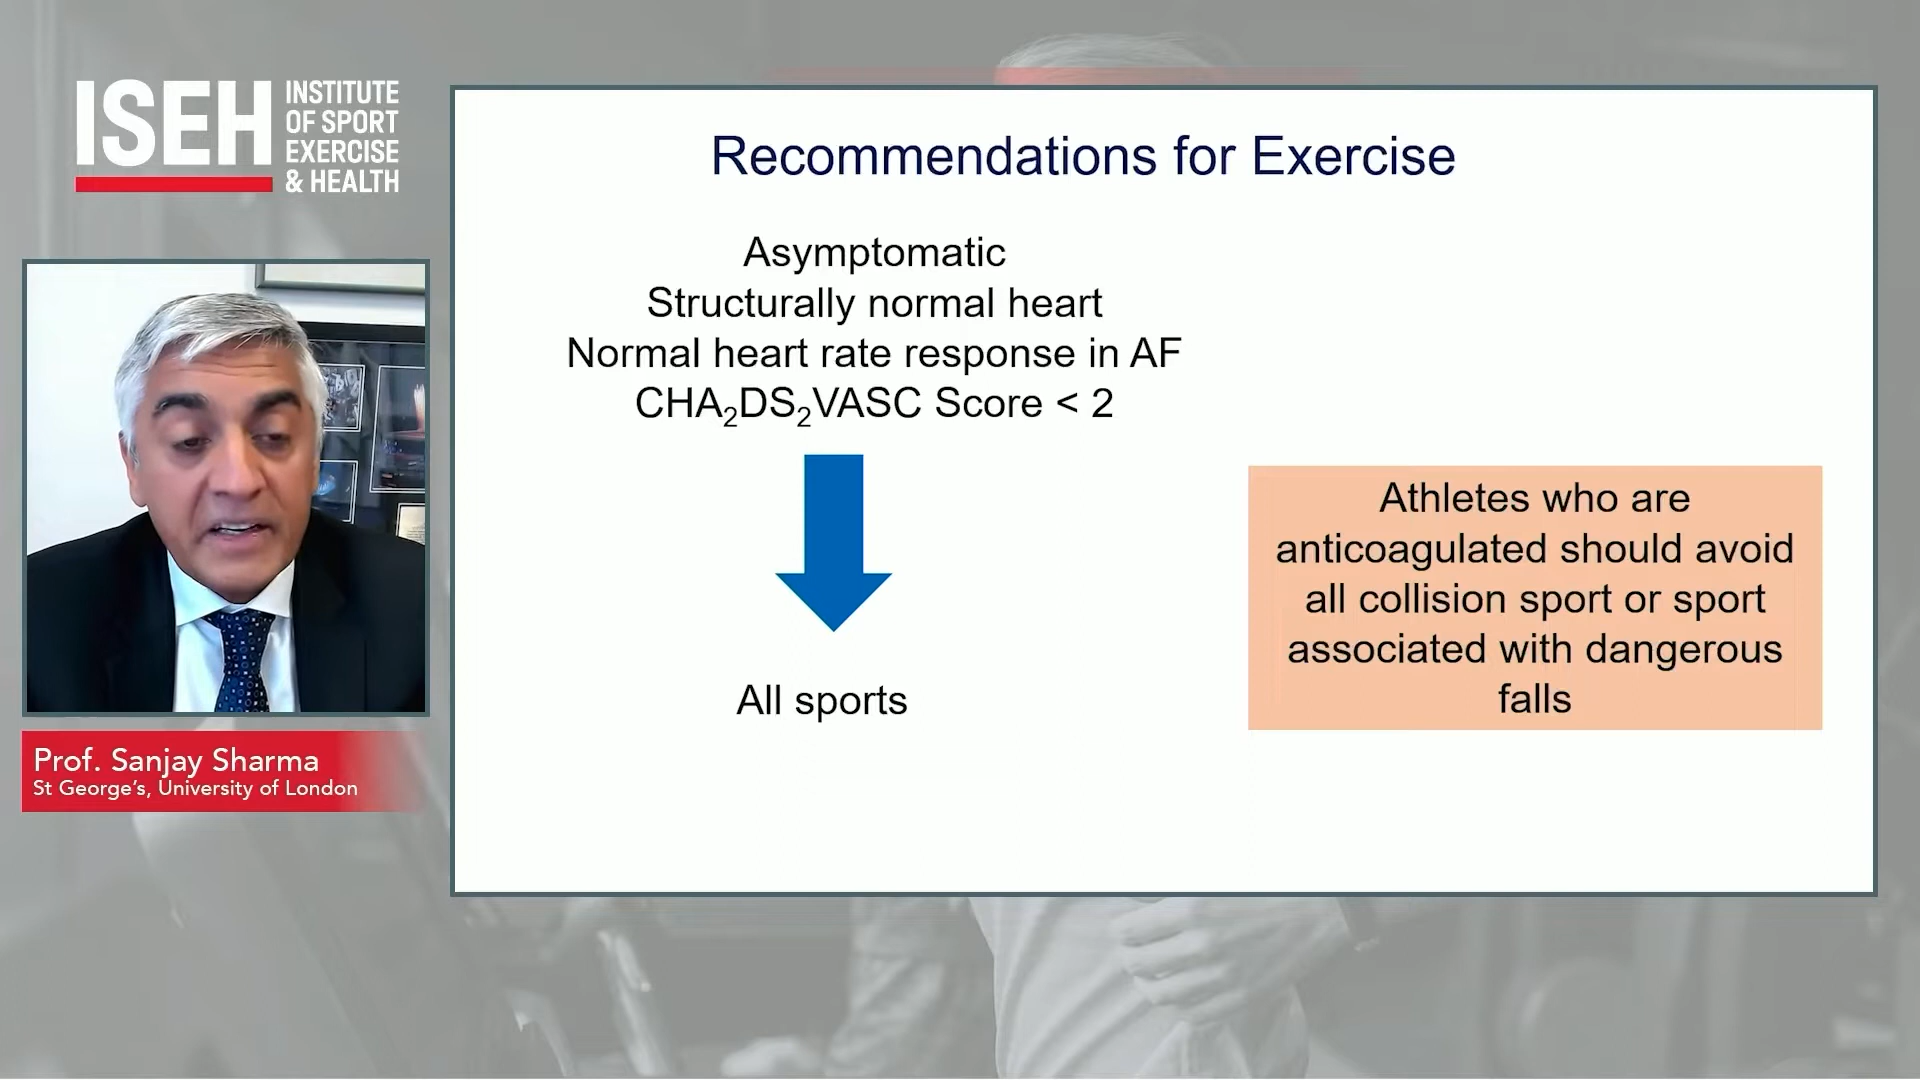 ISEH
INSTITUTE
OF SPORT
EXERCISE
& HEALTH
Recommendations for Exercise
Asymptomatic
Structurally normal heart
Normal heart rate response in AF
CHA₂DS₂VASC Score < 2
All sports
Athletes who are
anticoagulated should avoid
all collision sport or sport
associated with dangerous
falls
Prof. Sanjay Sharma
St George's, University of London